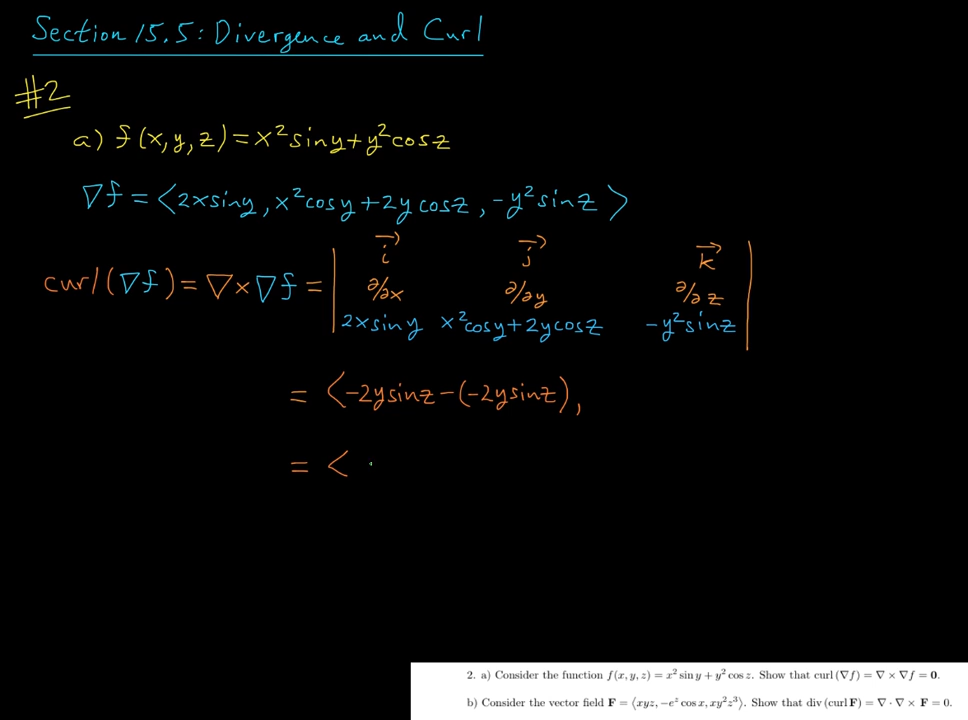 Section 15.5: Divergence and Curl
#2
a) f(x,y,z)=x²siny+y²cosz
∇f=⟨2xsiny, x²cosy+2ycosz, -y²sinz⟩
curl(∇f)=∇×∇f= | i⃗ j⃗ k⃗ |
∂/∂x ∂/∂y ∂/∂z
2xsiny x²cosy+2ycosz -y²sinz
= ⟨-2ysinz-(-2ysinz),
= ⟨
2. a) Consider the function f(x, y, z) = x² sin y + y² cos z. Show that curl (∇f) = ∇ × ∇f = 0.
b) Consider the vector field F = ⟨xyz, −eᶻ cos x, xy²z³⟩. Show that div (curl F) = ∇ · ∇ × F = 0.